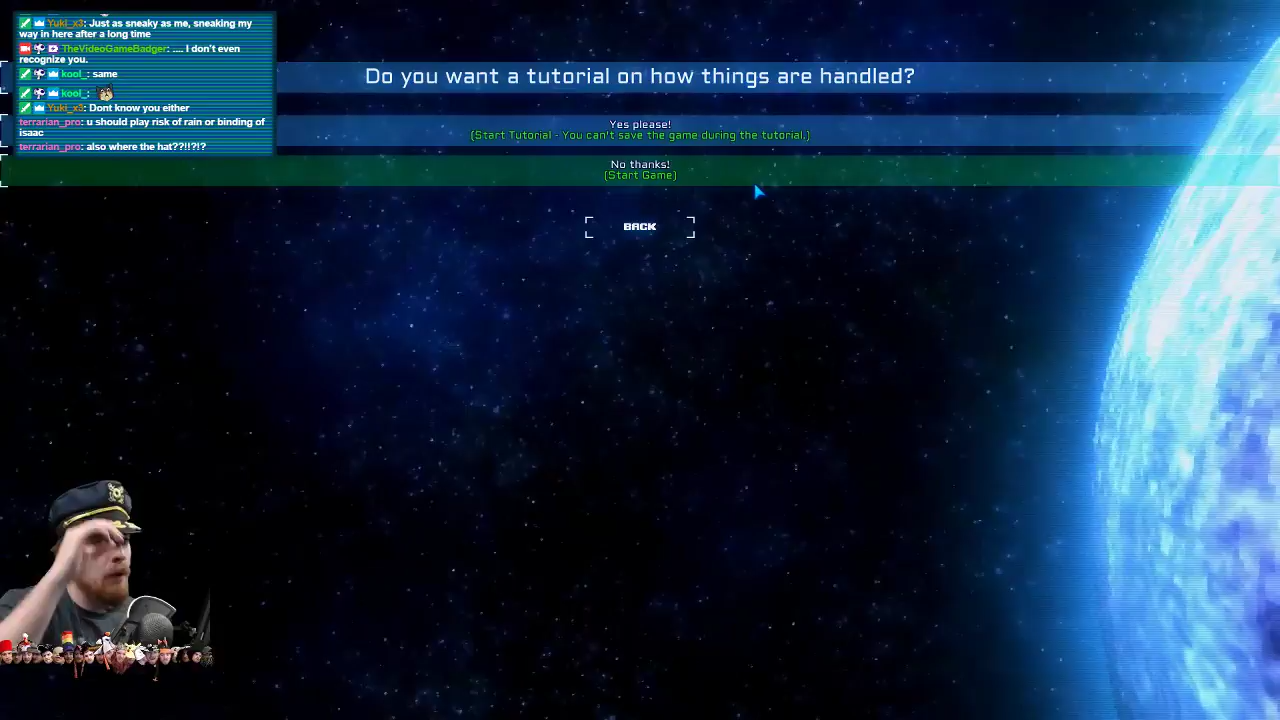 Yuki_x3: Just as sneaky as me, sneaking my
way in here after a long time
TheVideoGameBadger: .... I don't even
recognize you.
kool_: same
kool_:
Yuki_x3: Dont know you either
terrarian_pro: u should play risk of rain or binding of
isaac
terrarian_pro: also where the hat??!!?!?
Do you want a tutorial on how things are handled?
Yes please!
(Start Tutorial - You can't save the game during the tutorial.)
No thanks!
(Start Game)
BACK